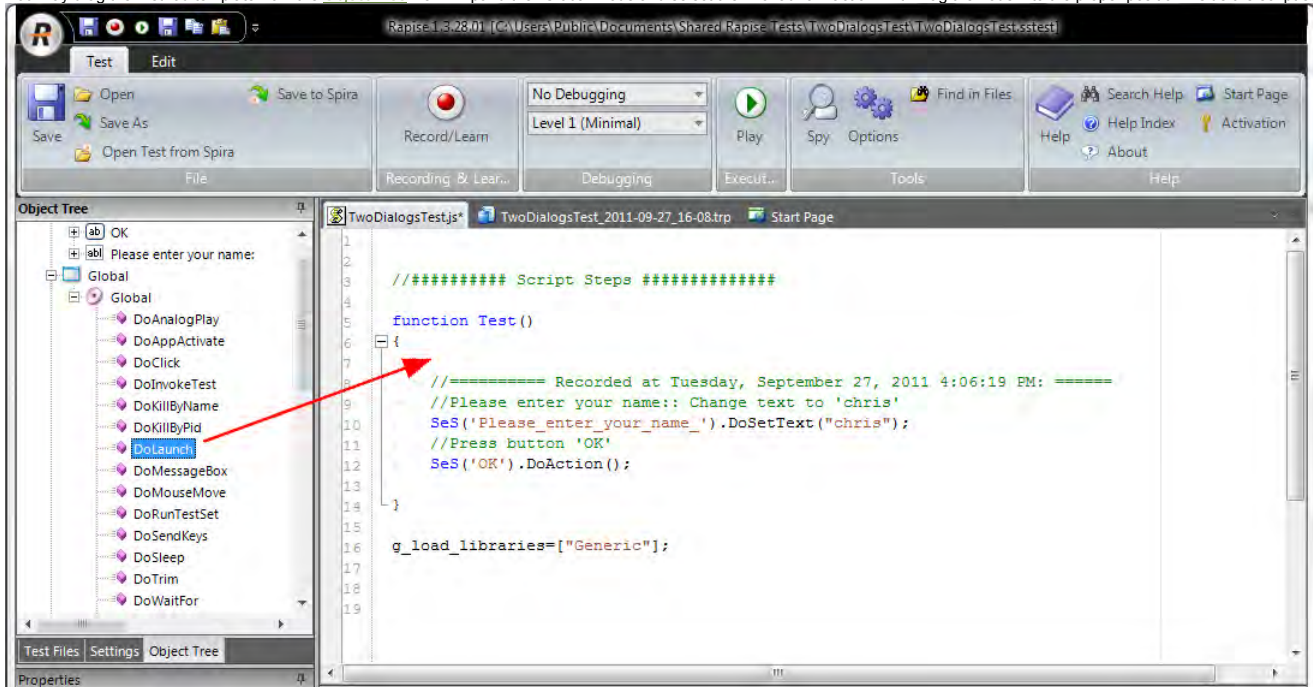 Rapise 1.3.28.01 [C:\Users\Public\Documents\Shared Rapise Tests\TwoDialogsTest\TwoDialogsTest.sstest]
Test Edit
Open
Save to Spira
Save
Save As
Open Test from Spira
File
Record/Learn
Recording & Lear...
No Debugging
Level 1 (Minimal)
Debugging
Play
Execut...
Spy
Options
Find in Files
Tools
Help
Search Help
Help Index
About
Start Page
Activation
Help
Object Tree
ab OK
abl Please enter your name:
Global
Global
DoAnalogPlay
DoAppActivate
DoClick
DoInvokeTest
DoKillByName
DoKillByPid
DoLaunch
DoMessageBox
DoMouseMove
DoRunTestSet
DoSendKeys
DoSleep
DoTrim
DoWaitFor
Test Files Settings Object Tree
Properties
TwoDialogsTest.js* TwoDialogsTest_2011-09-27_16-08.trp Start Page
1
2
3 //########## Script Steps ##############
4
5 function Test()
6 {
7
8 //========== Recorded at Tuesday, September 27, 2011 4:06:19 PM: ======
9 //Please enter your name:: Change text to 'chris'
10 SeS('Please_enter_your_name_').DoSetText("chris");
11 //Press button 'OK'
12 SeS('OK').DoAction();
13
14 }
15
16 g_load_libraries=["Generic"];
17
18
19